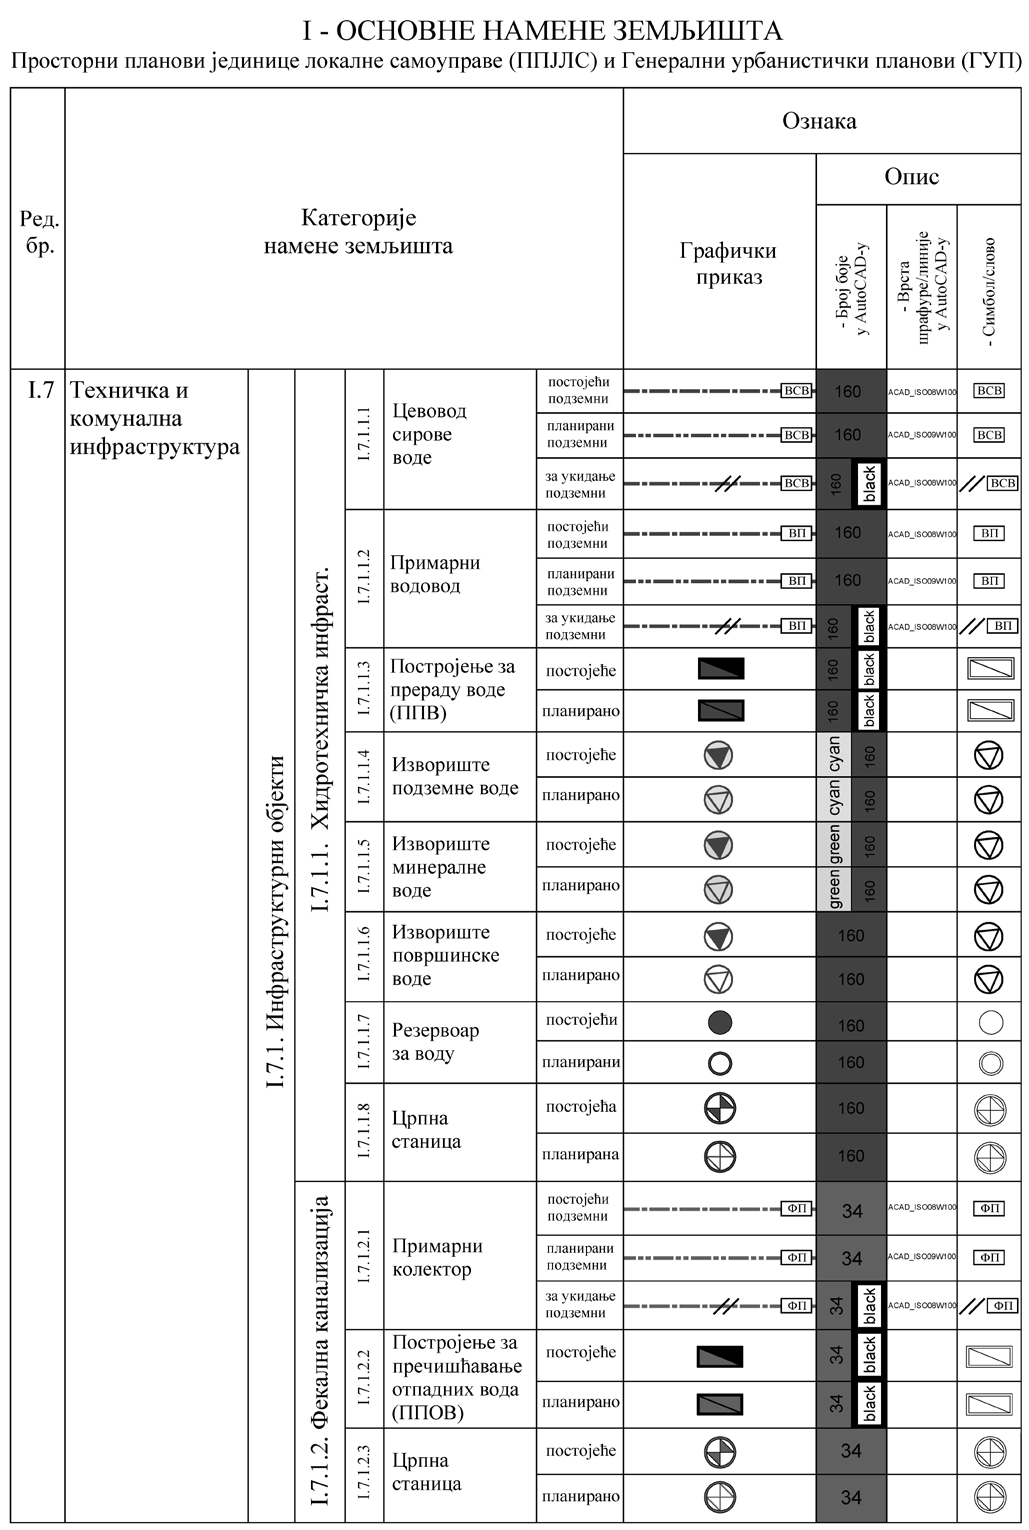 I - ОСНОВНЕ НАМЕНЕ ЗЕМЉИШТА
Просторни планови јединице локалне самоуправе (ППЈЛС) и Генерални урбанистички планови (ГУП)
Ред.
бр.
Категорије
намене земљишта
Ознака
Графички
приказ
Опис
- Број боје
у AutoCAD-у
- Врста
шрафуре/линије
у AutoCAD-у
- Симбол/слово
I.7
Техничка и
комунална
инфраструктура
I.7.1. Инфраструктурни објекти
I.7.1.1. Хидротехничка инфраст.
I.7.1.1.1
Цевовод
сирове
воде
постојећи
подземни
ВСВ
160
ACAD_ISO08W100
ВСВ
планирани
подземни
ВСВ
160
ACAD_ISO09W100
ВСВ
за укидање
подземни
ВСВ
160
black
ACAD_ISO08W100
ВСВ
I.7.1.1.2
Примарни
водовод
постојећи
подземни
ВП
160
ACAD_ISO08W100
ВП
планирани
подземни
ВП
160
ACAD_ISO09W100
ВП
за укидање
подземни
ВП
160
black
ACAD_ISO08W100
ВП
I.7.1.1.3
Постројење за
прераду воде
(ППВ)
постојеће
160
black
планирано
160
black
I.7.1.1.4
Извориште
подземне воде
постојеће
cyan
160
планирано
cyan
160
I.7.1.1.5
Извориште
минералне
воде
постојеће
green
160
планирано
green
160
I.7.1.1.6
Извориште
површинске
воде
постојеће
160
планирано
160
I.7.1.1.7
Резервоар
за воду
постојећи
160
планирани
160
I.7.1.1.8
Црпна
станица
постојећа
160
планирана
160
I.7.1.2. Фекална канализација
I.7.1.2.1
Примарни
колектор
постојећи
подземни
ФП
34
ACAD_ISO08W100
ФП
планирани
подземни
ФП
34
ACAD_ISO09W100
ФП
за укидање
подземни
ФП
34
black
ACAD_ISO08W100
ФП
I.7.1.2.2
Постројење за
пречишћавање
отпадних вода
(ППОВ)
постојеће
34
black
планирано
34
black
I.7.1.2.3
Црпна
станица
постојеће
34
планирано
34